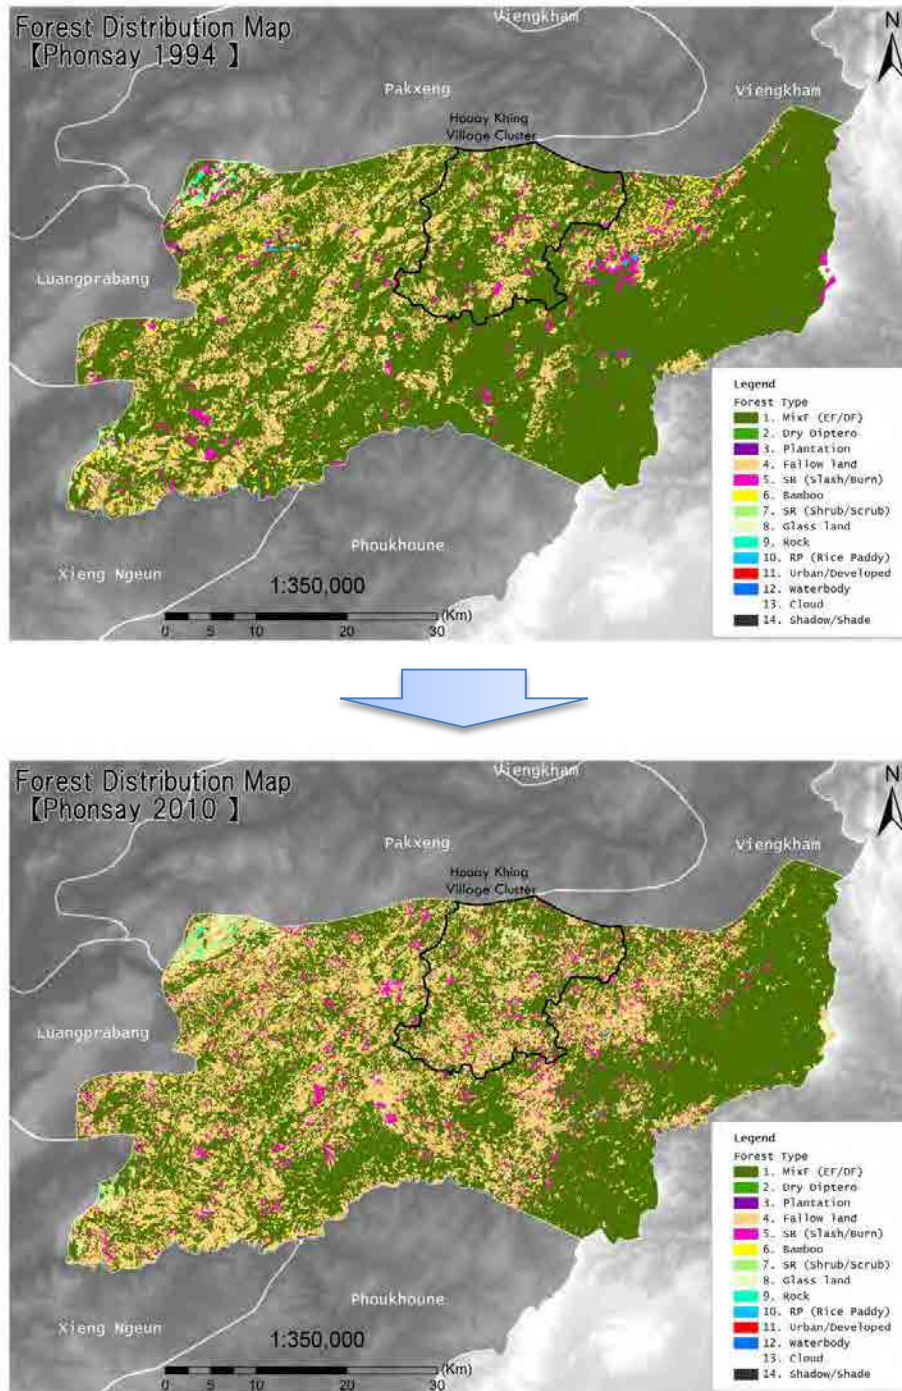 Forest Distribution Map
【Phonsay 1994 】
Viengkham
N
Pakxeng
Viengkham
Houay Khing
Village Cluster
Luangprabang
Legend
Forest Type
1. MixF (EF/DF)
2. Dry Diptero
3. Plantation
4. Fallow land
5. SB (Slash/Burn)
6. Bamboo
7. SR (Shrub/Scrub)
8. Glass land
9. Rock
10. RP (Rice Paddy)
11. Urban/Developed
12. Waterbody
13. Cloud
14. Shadow/Shade
Phoukhoune
Xieng Ngeun
1:350,000
(Km)
0 5 10 20 30
Forest Distribution Map
【Phonsay 2010 】
Viengkham
N
Pakxeng
Viengkham
Houay Khing
Village Cluster
Luangprabang
Legend
Forest Type
1. MixF (EF/DF)
2. Dry Diptero
3. Plantation
4. Fallow land
5. SB (Slash/Burn)
6. Bamboo
7. SR (Shrub/Scrub)
8. Glass land
9. Rock
10. RP (Rice Paddy)
11. Urban/Developed
12. Waterbody
13. Cloud
14. Shadow/Shade
Phoukhoune
Xieng Ngeun
1:350,000
(Km)
0 5 10 20 30